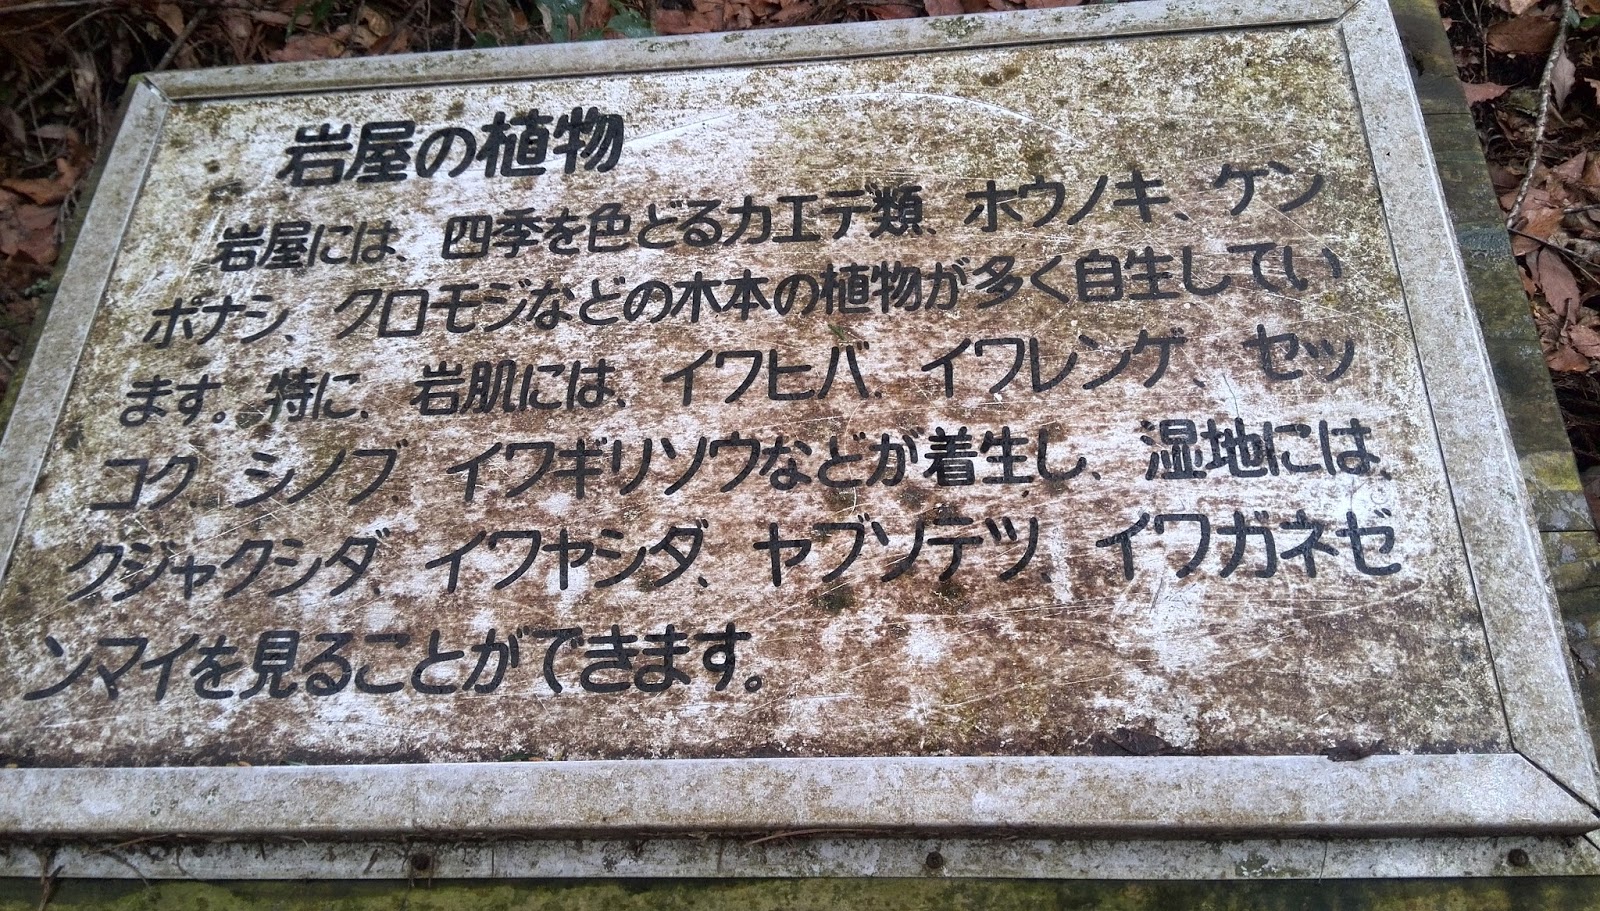 岩屋の植物
岩屋には、四季を色どるカエデ類、ホウノキ、ケン
ポナシ、クロモジなどの木本の植物が多く自生してい
ます。特に、岩肌には、イワヒバ、イワレンゲ、セッ
コク、シノブ、イワギリソウなどが着生し、湿地には、
クジャクシダ、イワヤシダ、ヤブソテツ、イワガネゼ
ンマイを見ることができます。